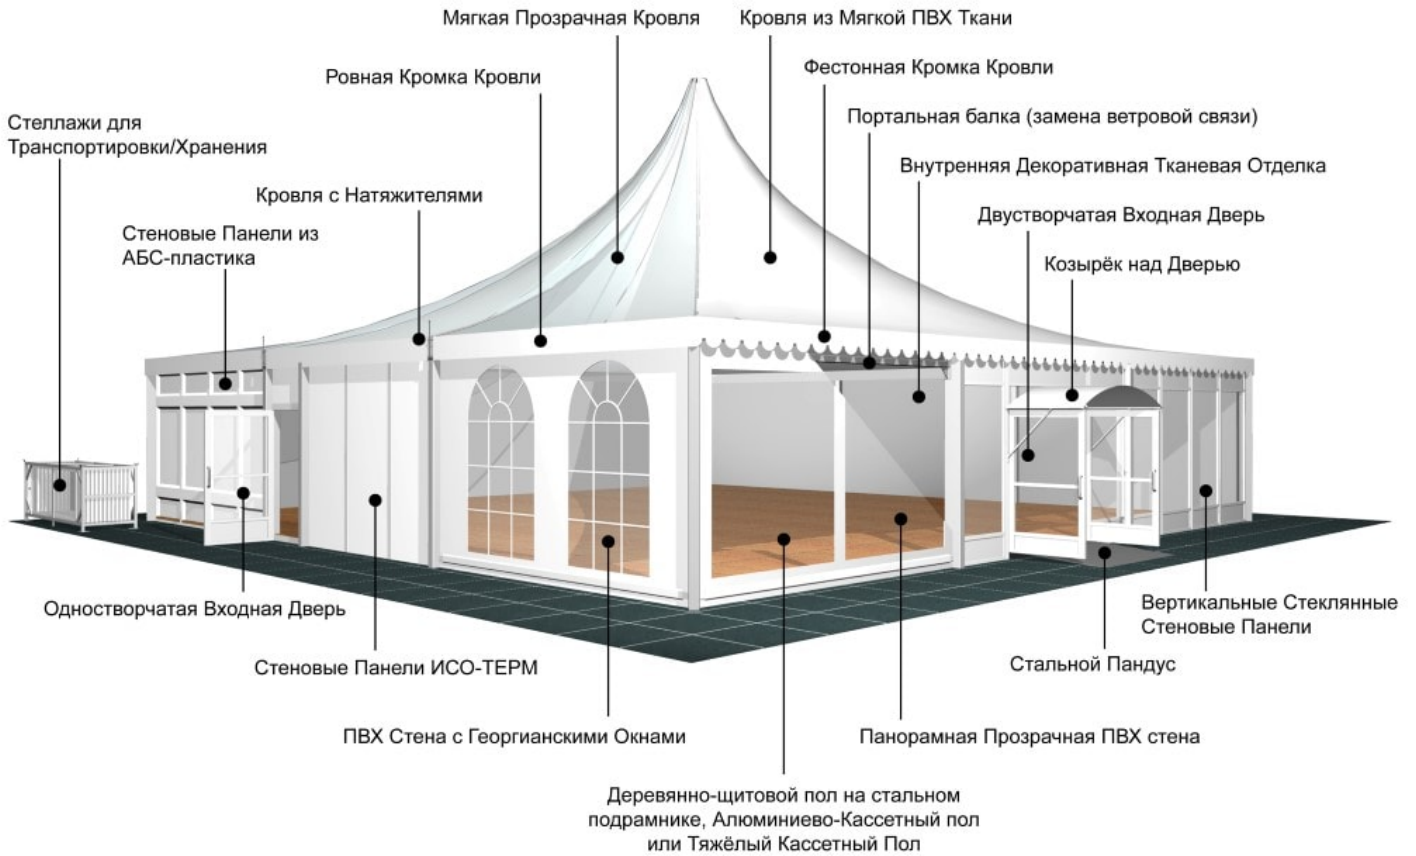 Мягкая Прозрачная Кровля
Кровля из Мягкой ПВХ Ткани
Ровная Кромка Кровли
Фестонная Кромка Кровли
Стеллажи для
Транспортировки/Хранения
Портальная балка (замена ветровой связи)
Внутренняя Декоративная Тканевая Отделка
Кровля с Натяжителями
Двустворчатая Входная Дверь
Стеновые Панели из
АБС-пластика
Козырёк над Дверью
Одностворчатая Входная Дверь
Вертикальные Стеклянные
Стеновые Панели
Стеновые Панели ИСО-ТЕРМ
Стальной Пандус
ПВХ Стена с Георгианскими Окнами
Панорамная Прозрачная ПВХ стена
Деревянно-щитовой пол на стальном
подрамнике, Алюминиево-Кассетный пол
или Тяжёлый Кассетный Пол